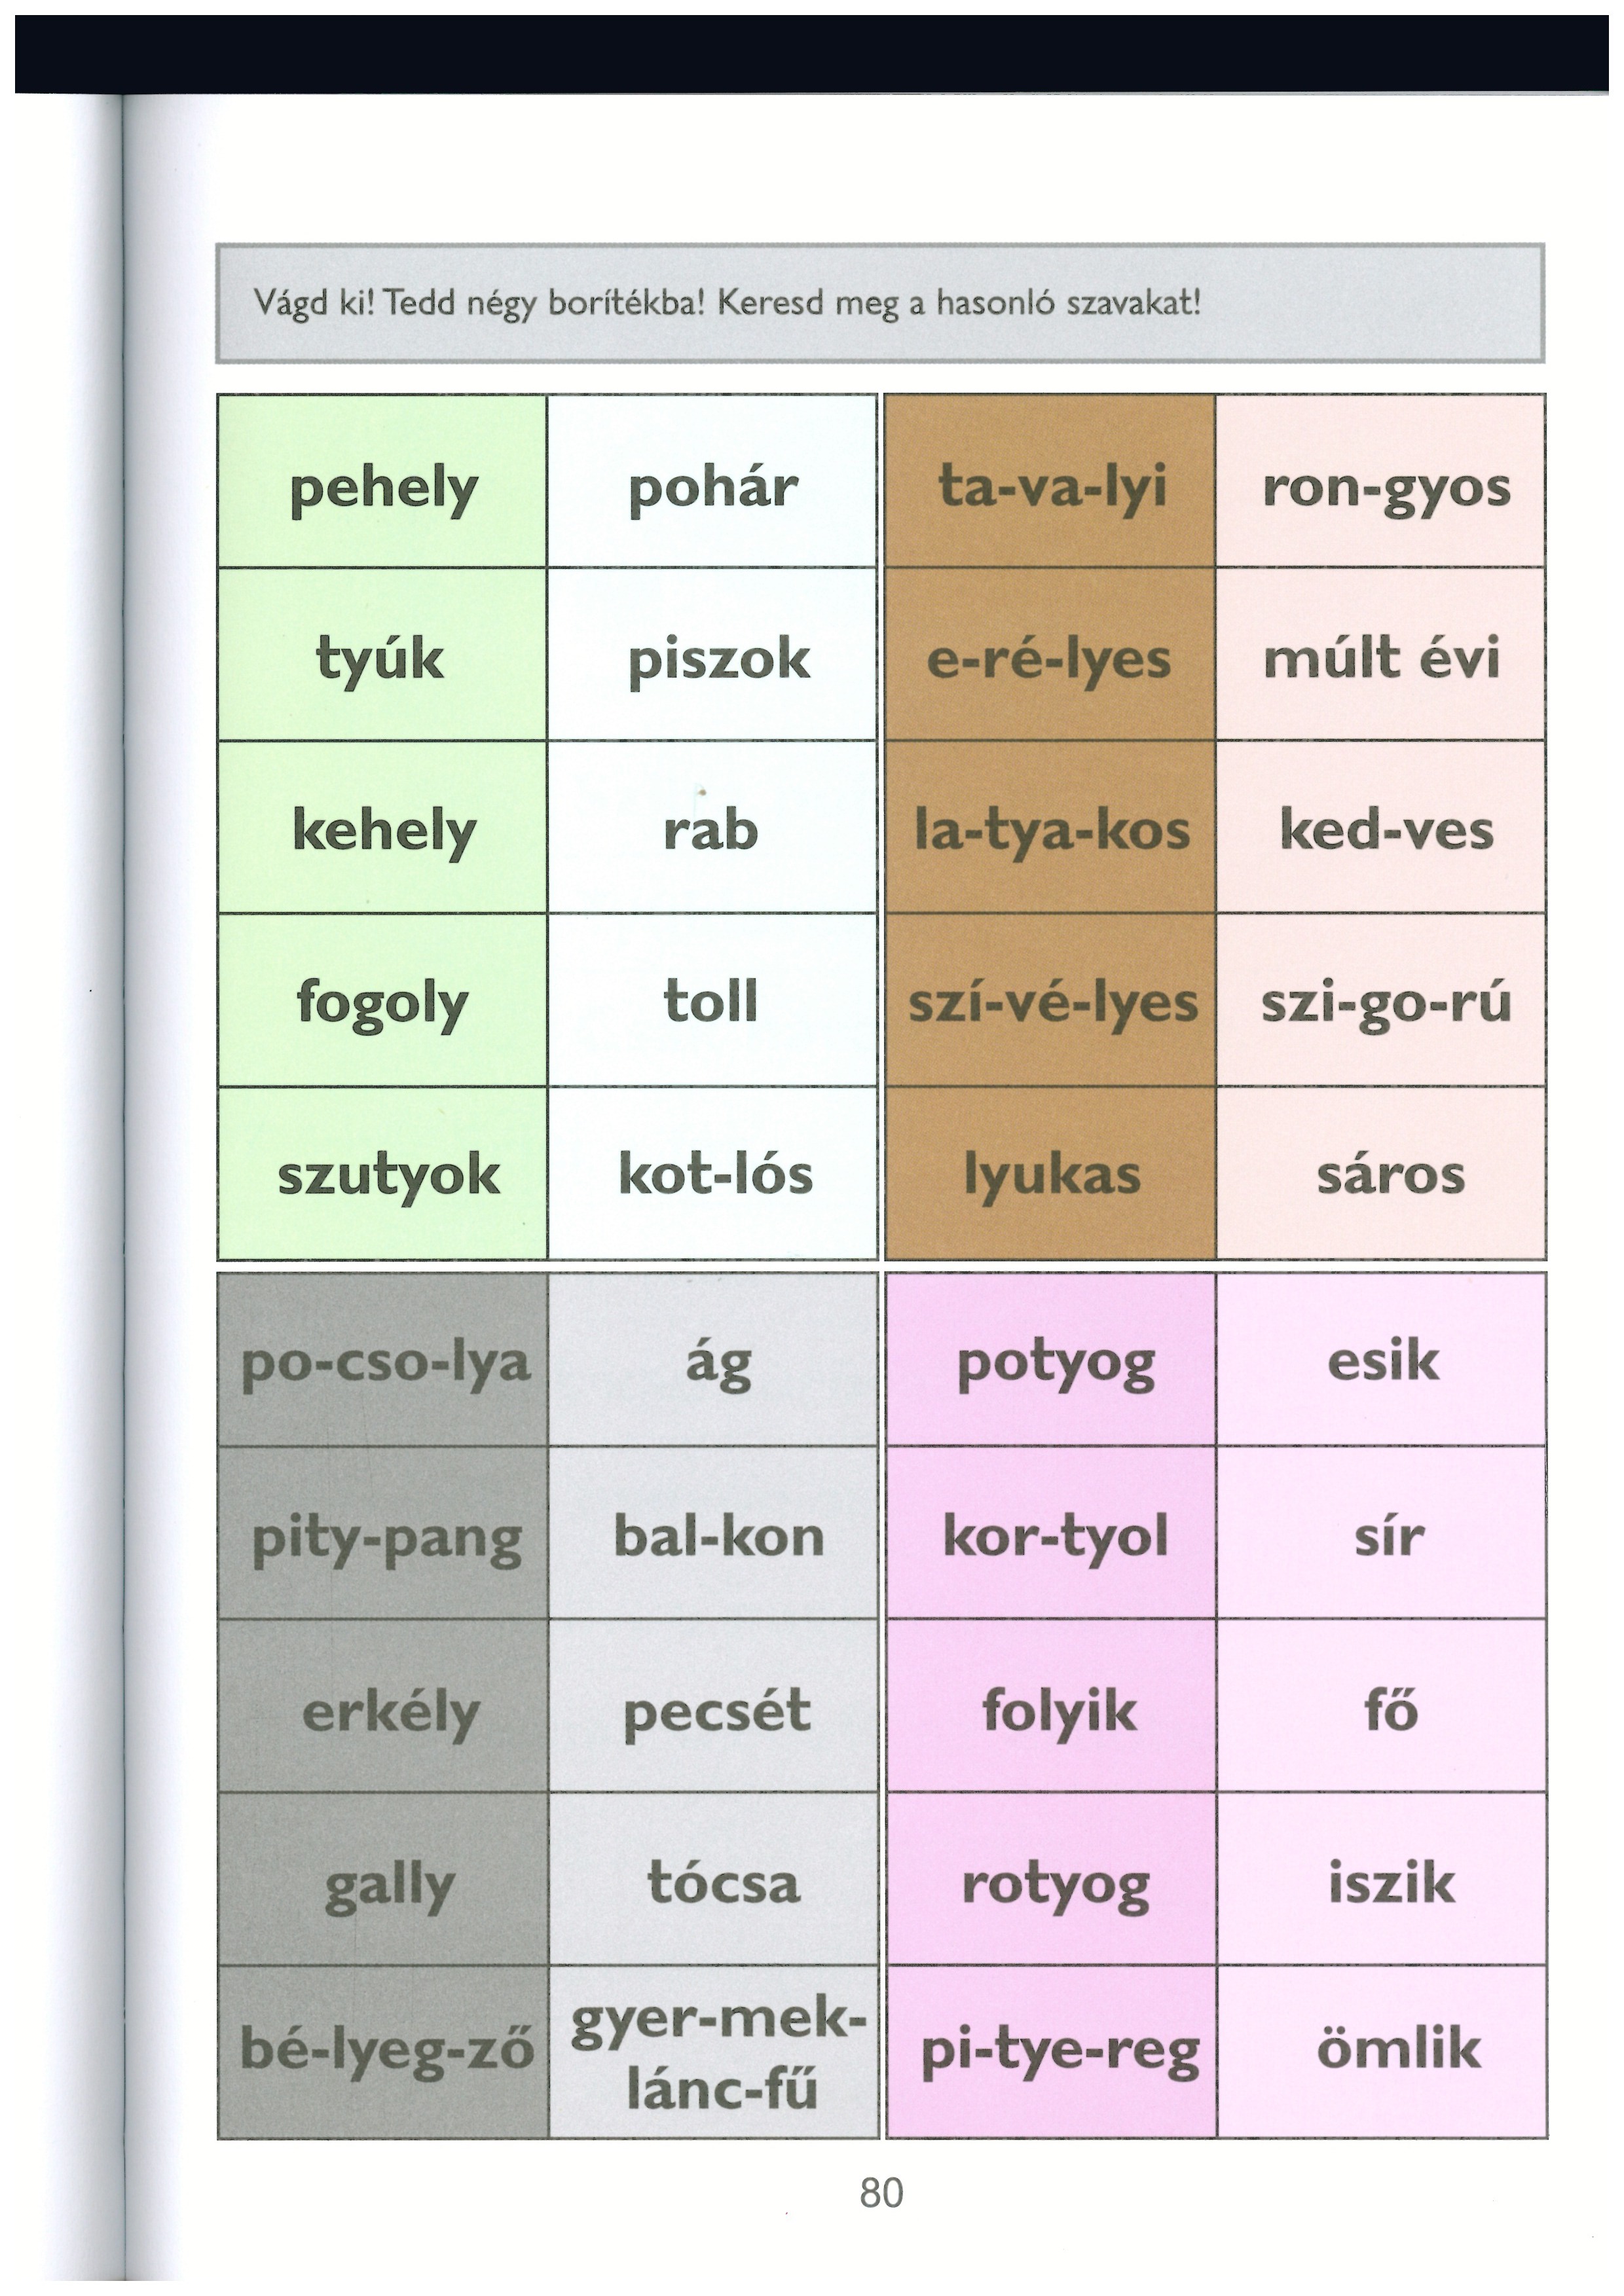 Vágd ki! Tedd négy borítékba! Keresd meg a hasonló szavakat!
pehely pohár ta-va-lyi ron-gyos
tyúk piszok e-ré-lyes múlt évi
kehely rab la-tya-kos ked-ves
fogoly toll szí-vé-lyes szi-go-rú
szutyok kot-lós lyukas sáros
po-cso-lya ág potyog esik
pity-pang bal-kon kor-tyol sír
erkély pecsét folyik fő
gally tócsa rotyog iszik
bé-lyeg-ző gyer-mek-
lánc-fű pi-tye-reg ömlik
80